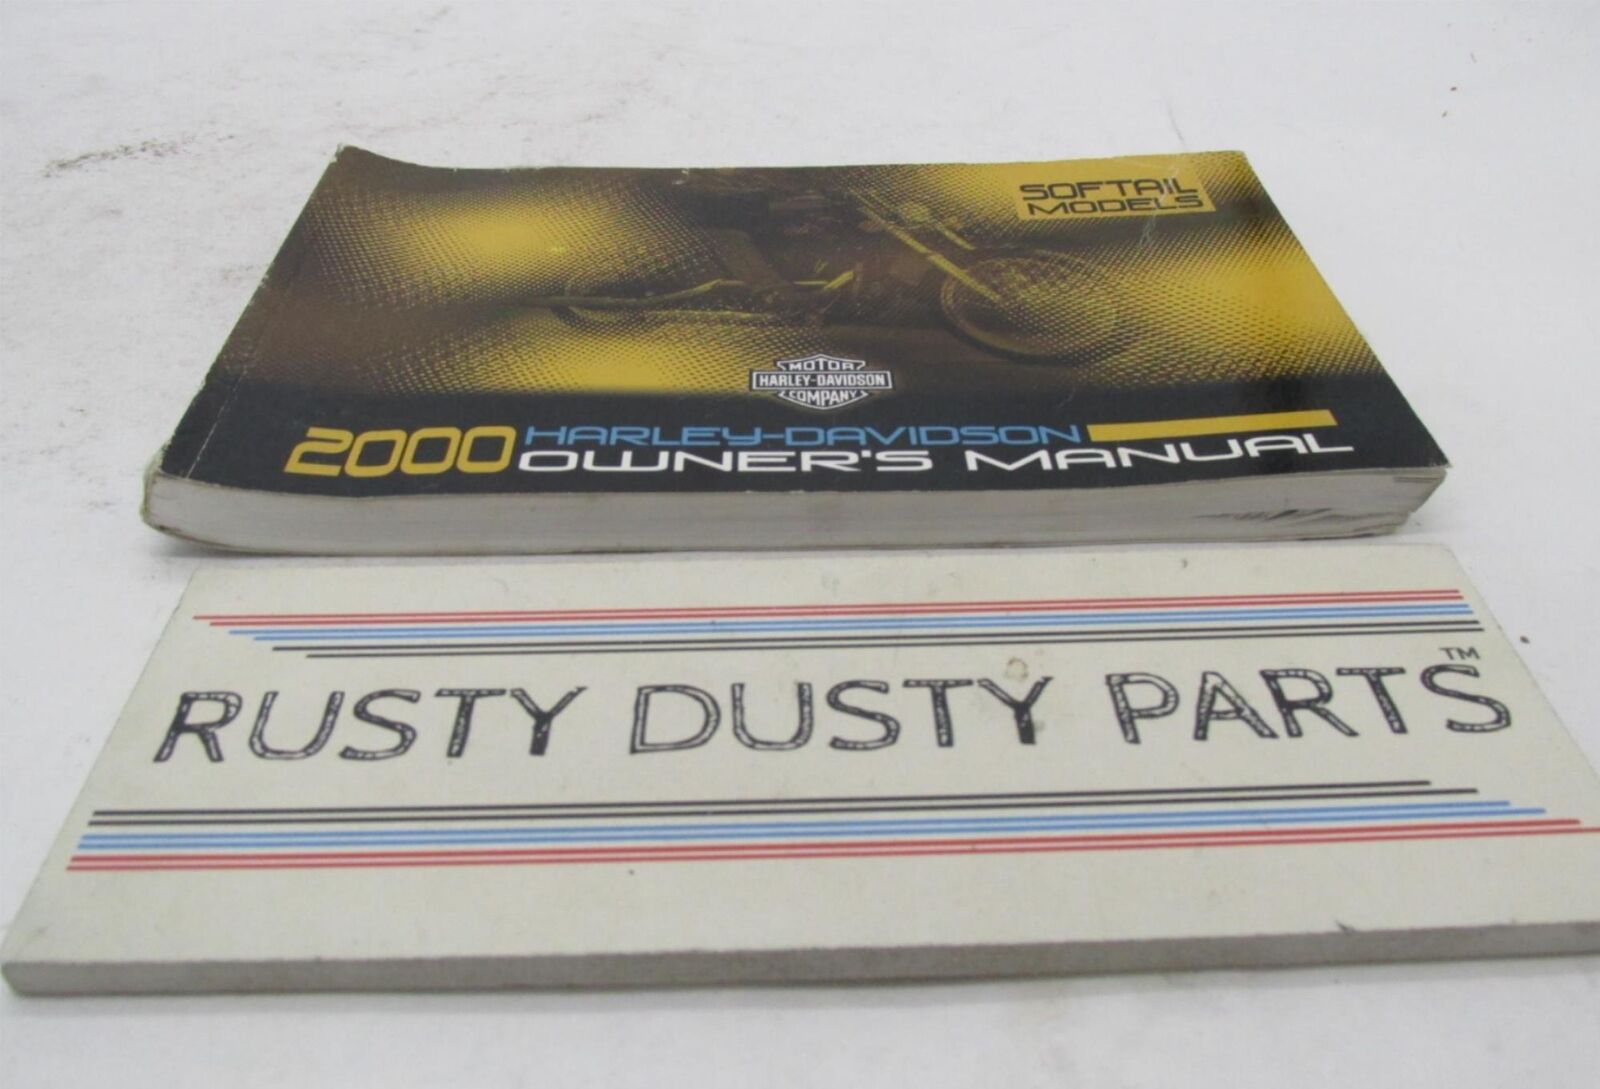 SOFTAIL
MODELS
MOTOR
HARLEY-DAVIDSON
COMPANY
2000 HARLEY-DAVIDSON
OWNER'S MANUAL
RUSTY DUSTY PARTS™